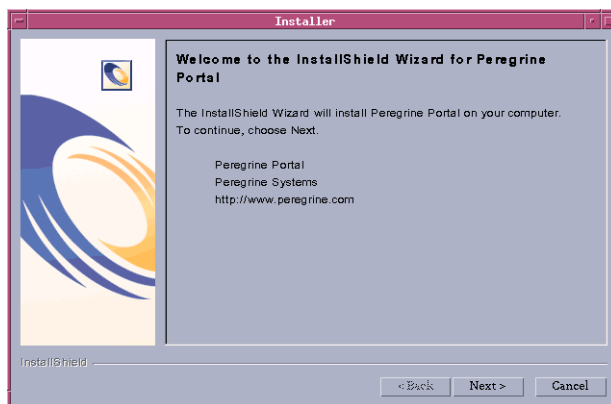 Installer
Welcome to the InstallShield Wizard for Peregrine
Portal
The InstallShield Wizard will install Peregrine Portal on your computer.
To continue, choose Next.
Peregrine Portal
Peregrine Systems
http://www.peregrine.com
InstallShield
< Back
Next >
Cancel